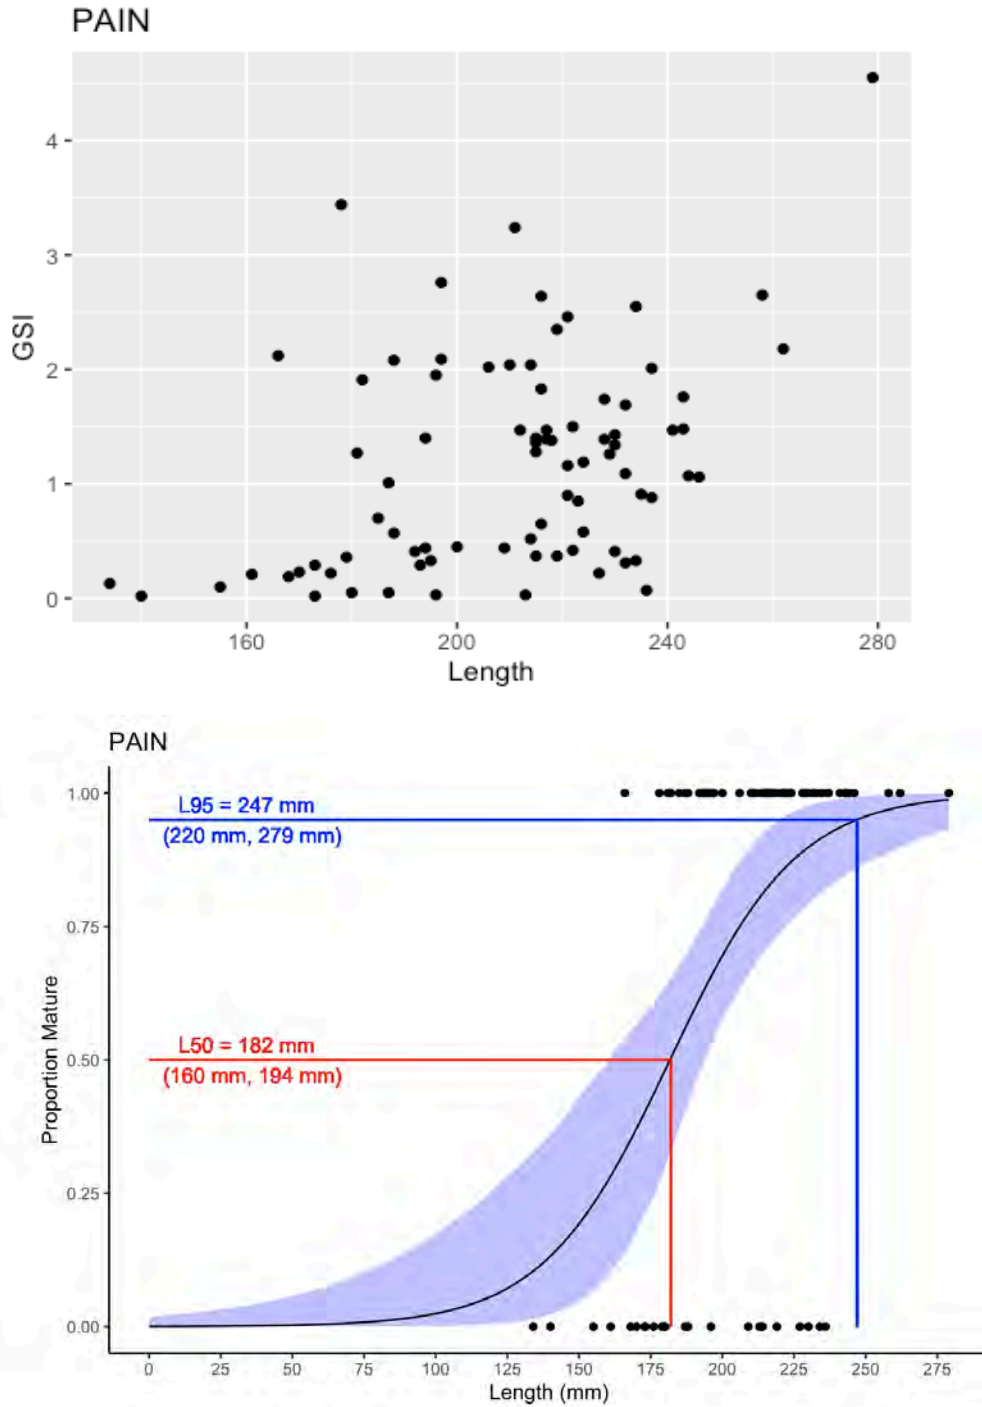 PAIN
4
3
2
1
0
GSI
160 200 240 280
Length
PAIN
1.00
L95 = 247 mm
(220 mm, 279 mm)
0.75
Proportion Mature
L50 = 182 mm
0.50
(160 mm, 194 mm)
0.25
0.00
0 25 50 75 100 125 150 175 200 225 250 275
Length (mm)